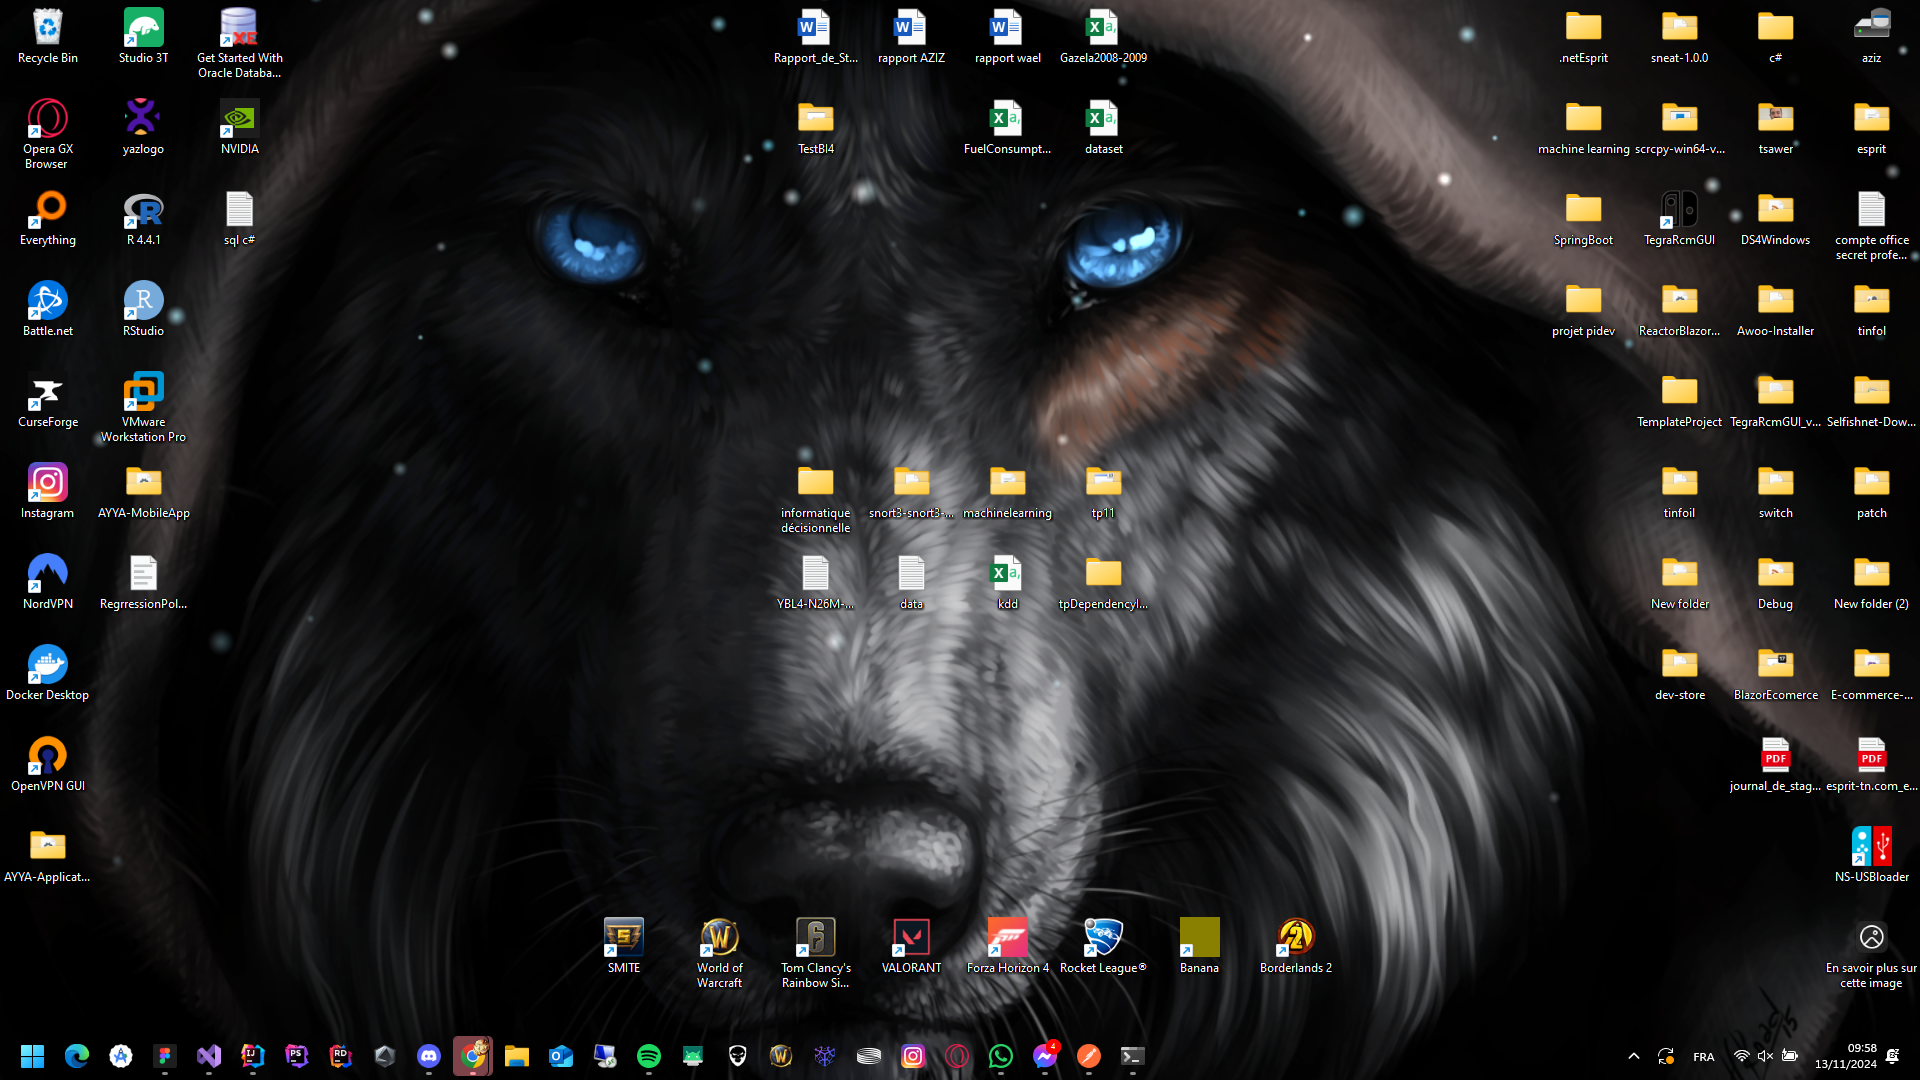 Recycle Bin
Studio 3T
Get Started With
Oracle Databa...
Rapport_de_St...
rapport AZIZ
rapport wael
Gazela2008-2009
.netEsprit
sneat-1.0.0
c#
aziz
Opera GX
Browser
yazlogo
NVIDIA
TestBI4
FuelConsumpt...
dataset
machine learning
scrcpy-win64-v...
tsawer
esprit
Everything
R 4.4.1
sql c#
SpringBoot
TegraRcmGUI
DS4Windows
compte office
secret profe...
Battle.net
RStudio
projet pidev
ReactorBlazor...
Awoo-Installer
tinfol
CurseForge
VMware
Workstation Pro
TemplateProject
TegraRcmGUI_v...
Selfishnet-Dow...
Instagram
AYYA-MobileApp
informatique
décisionnelle
snort3-snort3-...
machinelearning
tp11
tinfoil
switch
patch
NordVPN
RegrressionPol...
YBL4-N26M-...
data
kdd
tpDependencyI...
New folder
Debug
New folder (2)
Docker Desktop
dev-store
BlazorEcomerce
E-commerce-...
OpenVPN GUI
journal_de_stag...
esprit-tn.com_e...
AYYA-Applicat...
NS-USBloader
SMITE
World of
Warcraft
Tom Clancy's
Rainbow Si...
VALORANT
Forza Horizon 4
Rocket League®
Banana
Borderlands 2
En savoir plus sur
cette image
4
FRA
09:58
13/11/2024